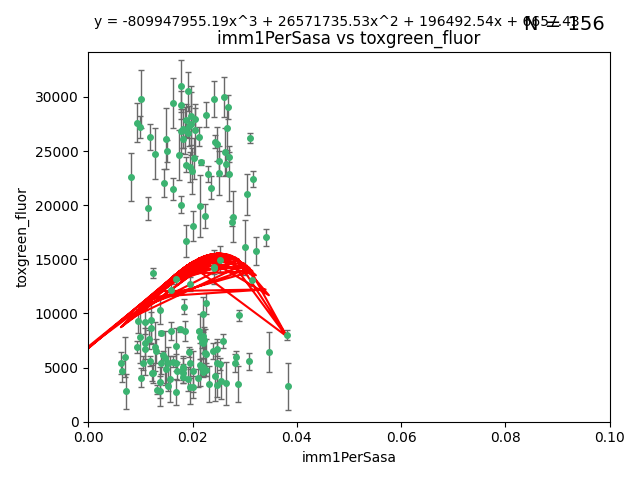 y = -809947955.19x^3 + 26571735.53x^2 + 196492.54x + 6657.43
N = 156
imm1PerSasa vs toxgreen_fluor
30000
25000
20000
15000
10000
5000
0
toxgreen_fluor
0.00 0.02 0.04 0.06 0.08 0.10
imm1PerSasa